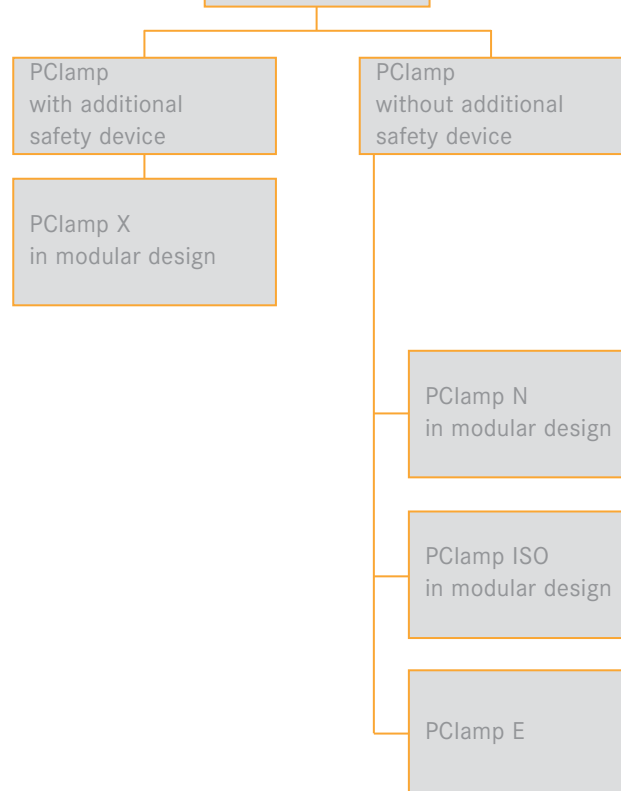 PClamp
with additional
safety device
PClamp
without additional
safety device
PClamp X
in modular design
PClamp N
in modular design
PClamp ISO
in modular design
PClamp E